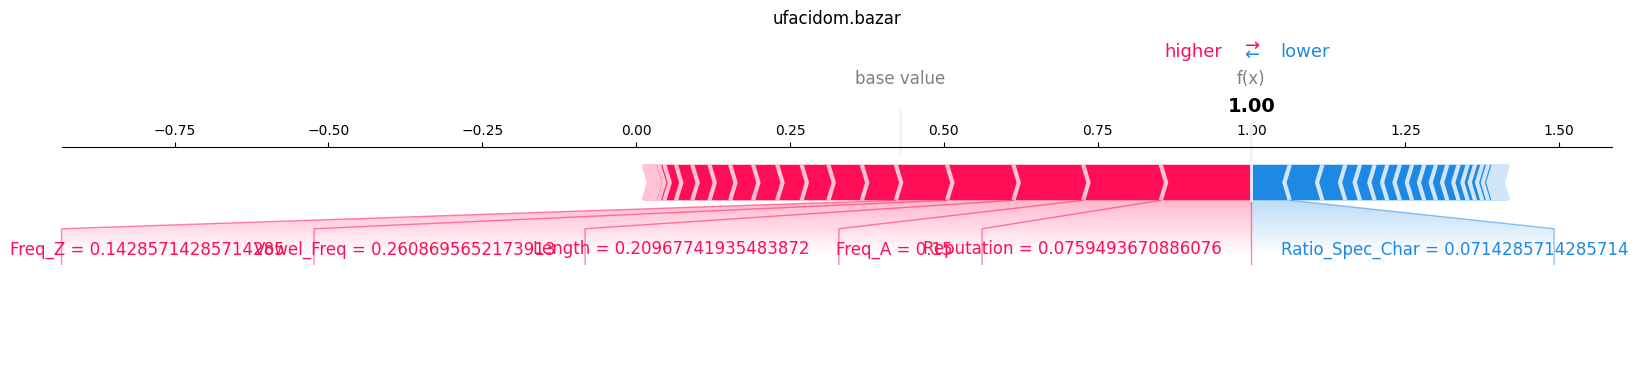 ufacidom.bazar
higher → ← lower
base value f(x)
1.00
−0.75 −0.50 −0.25 0.00 0.25 0.50 0.75 1.00 1.25 1.50
Freq_Z = 0.14285714285714285 Vowel_Freq = 0.2608695652173913 Length = 0.20967741935483872 Freq_A = 0.15 Reputation = 0.0759493670886076 Ratio_Spec_Char = 0.0714285714285714